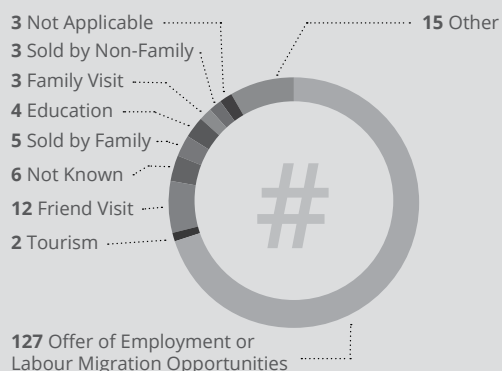 3 Not Applicable
15 Other
3 Sold by Non-Family
3 Family Visit
4 Education
5 Sold by Family
6 Not Known
12 Friend Visit
2 Tourism
#
127 Offer of Employment or
Labour Migration Opportunities